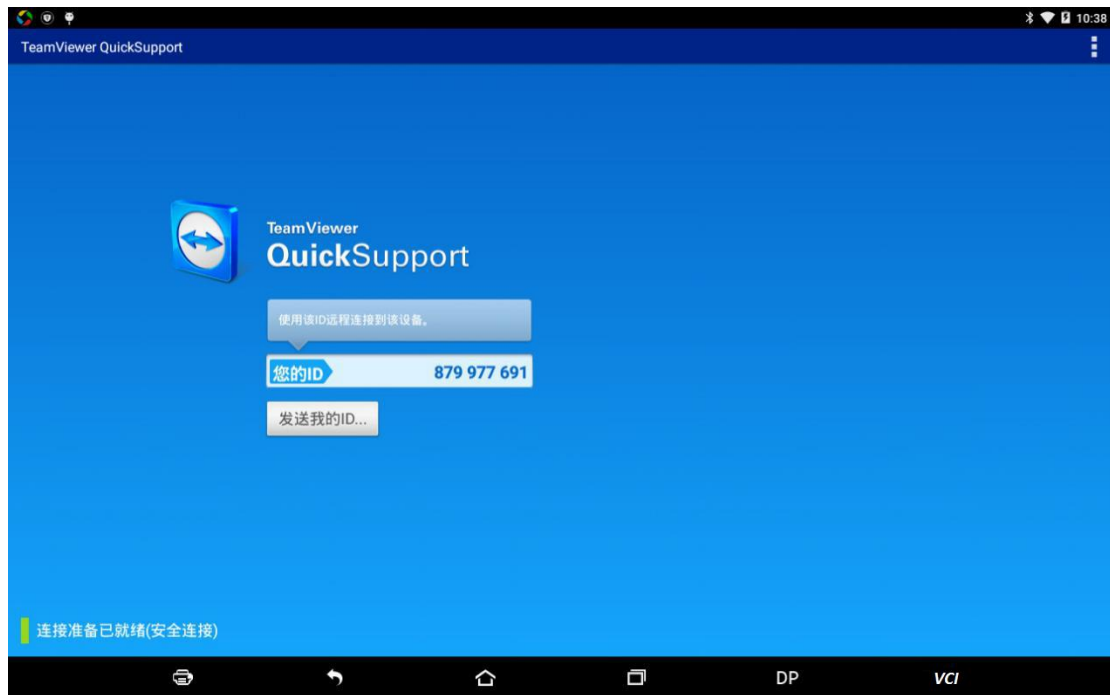 10:38
TeamViewer QuickSupport
TeamViewer
QuickSupport
使用该ID远程连接到该设备。
您的ID 879 977 691
发送我的ID...
连接准备已就绪(安全连接)
DP VCI